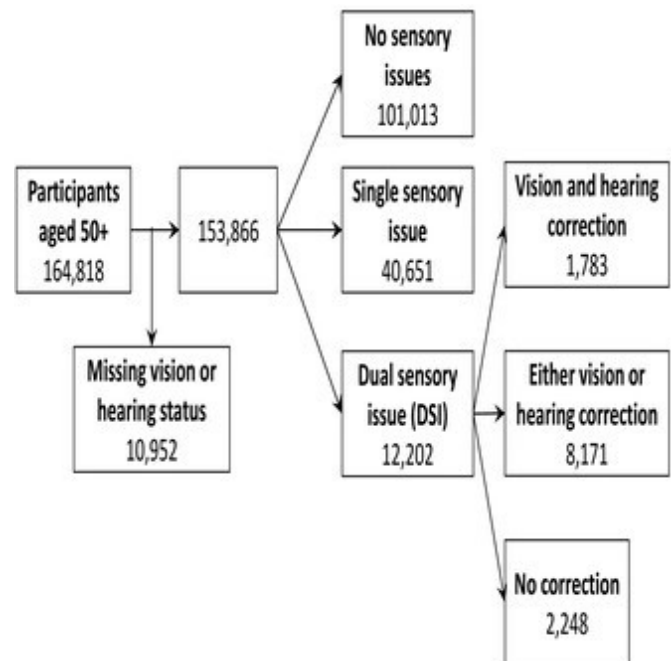 No sensory
issues
101,013
Participants
aged 50+
164,818
153,866
Single sensory
issue
40,651
Vision and hearing
correction
1,783
Missing vision or
hearing status
10,952
Dual sensory
issue (DSI)
12,202
Either vision or
hearing correction
8,171
No correction
2,248